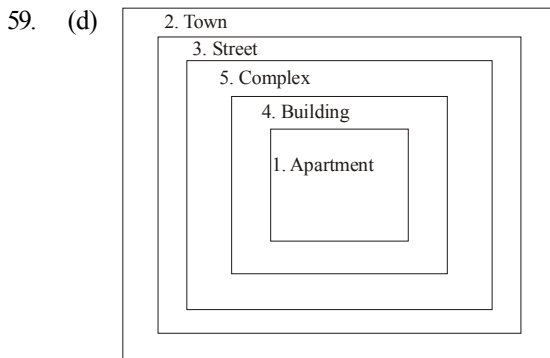 59. (d) 2. Town
3. Street
5. Complex
4. Building
1. Apartment